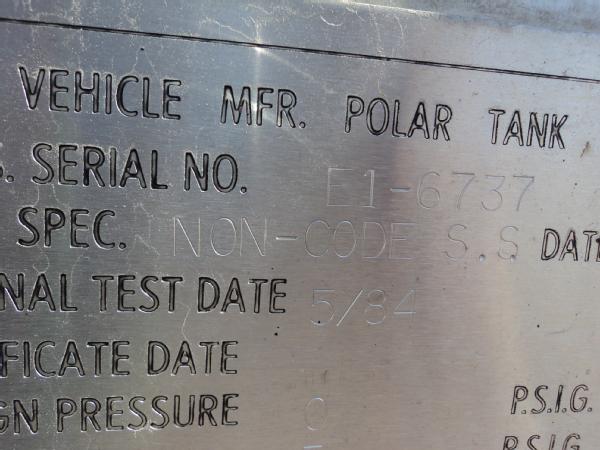 VEHICLE MFR. POLAR TANK
S. SERIAL NO. E1-6737
SPEC. NON-CODE S.S DATE
NAL TEST DATE 5/84
FICATE DATE
GN PRESSURE 0 P.S.I.G.
P.S.I.G.